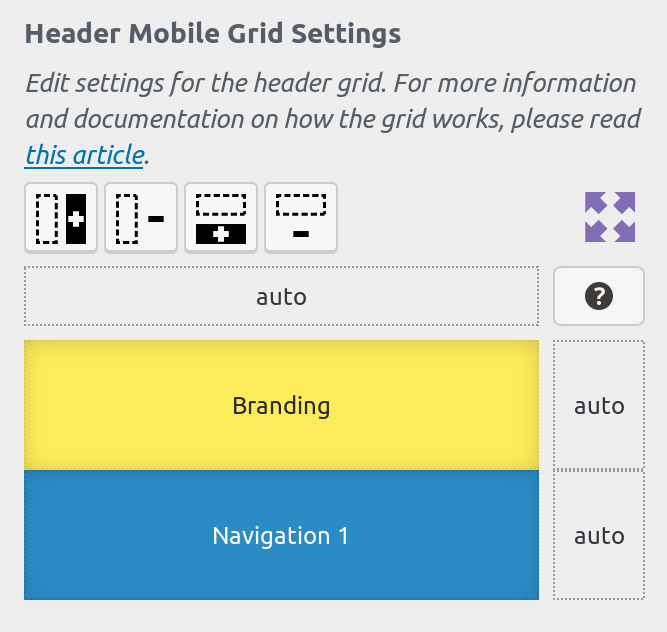 Header Mobile Grid Settings
Edit settings for the header grid. For more information
and documentation on how the grid works, please read
this article.
auto
?
Branding
auto
Navigation 1
auto